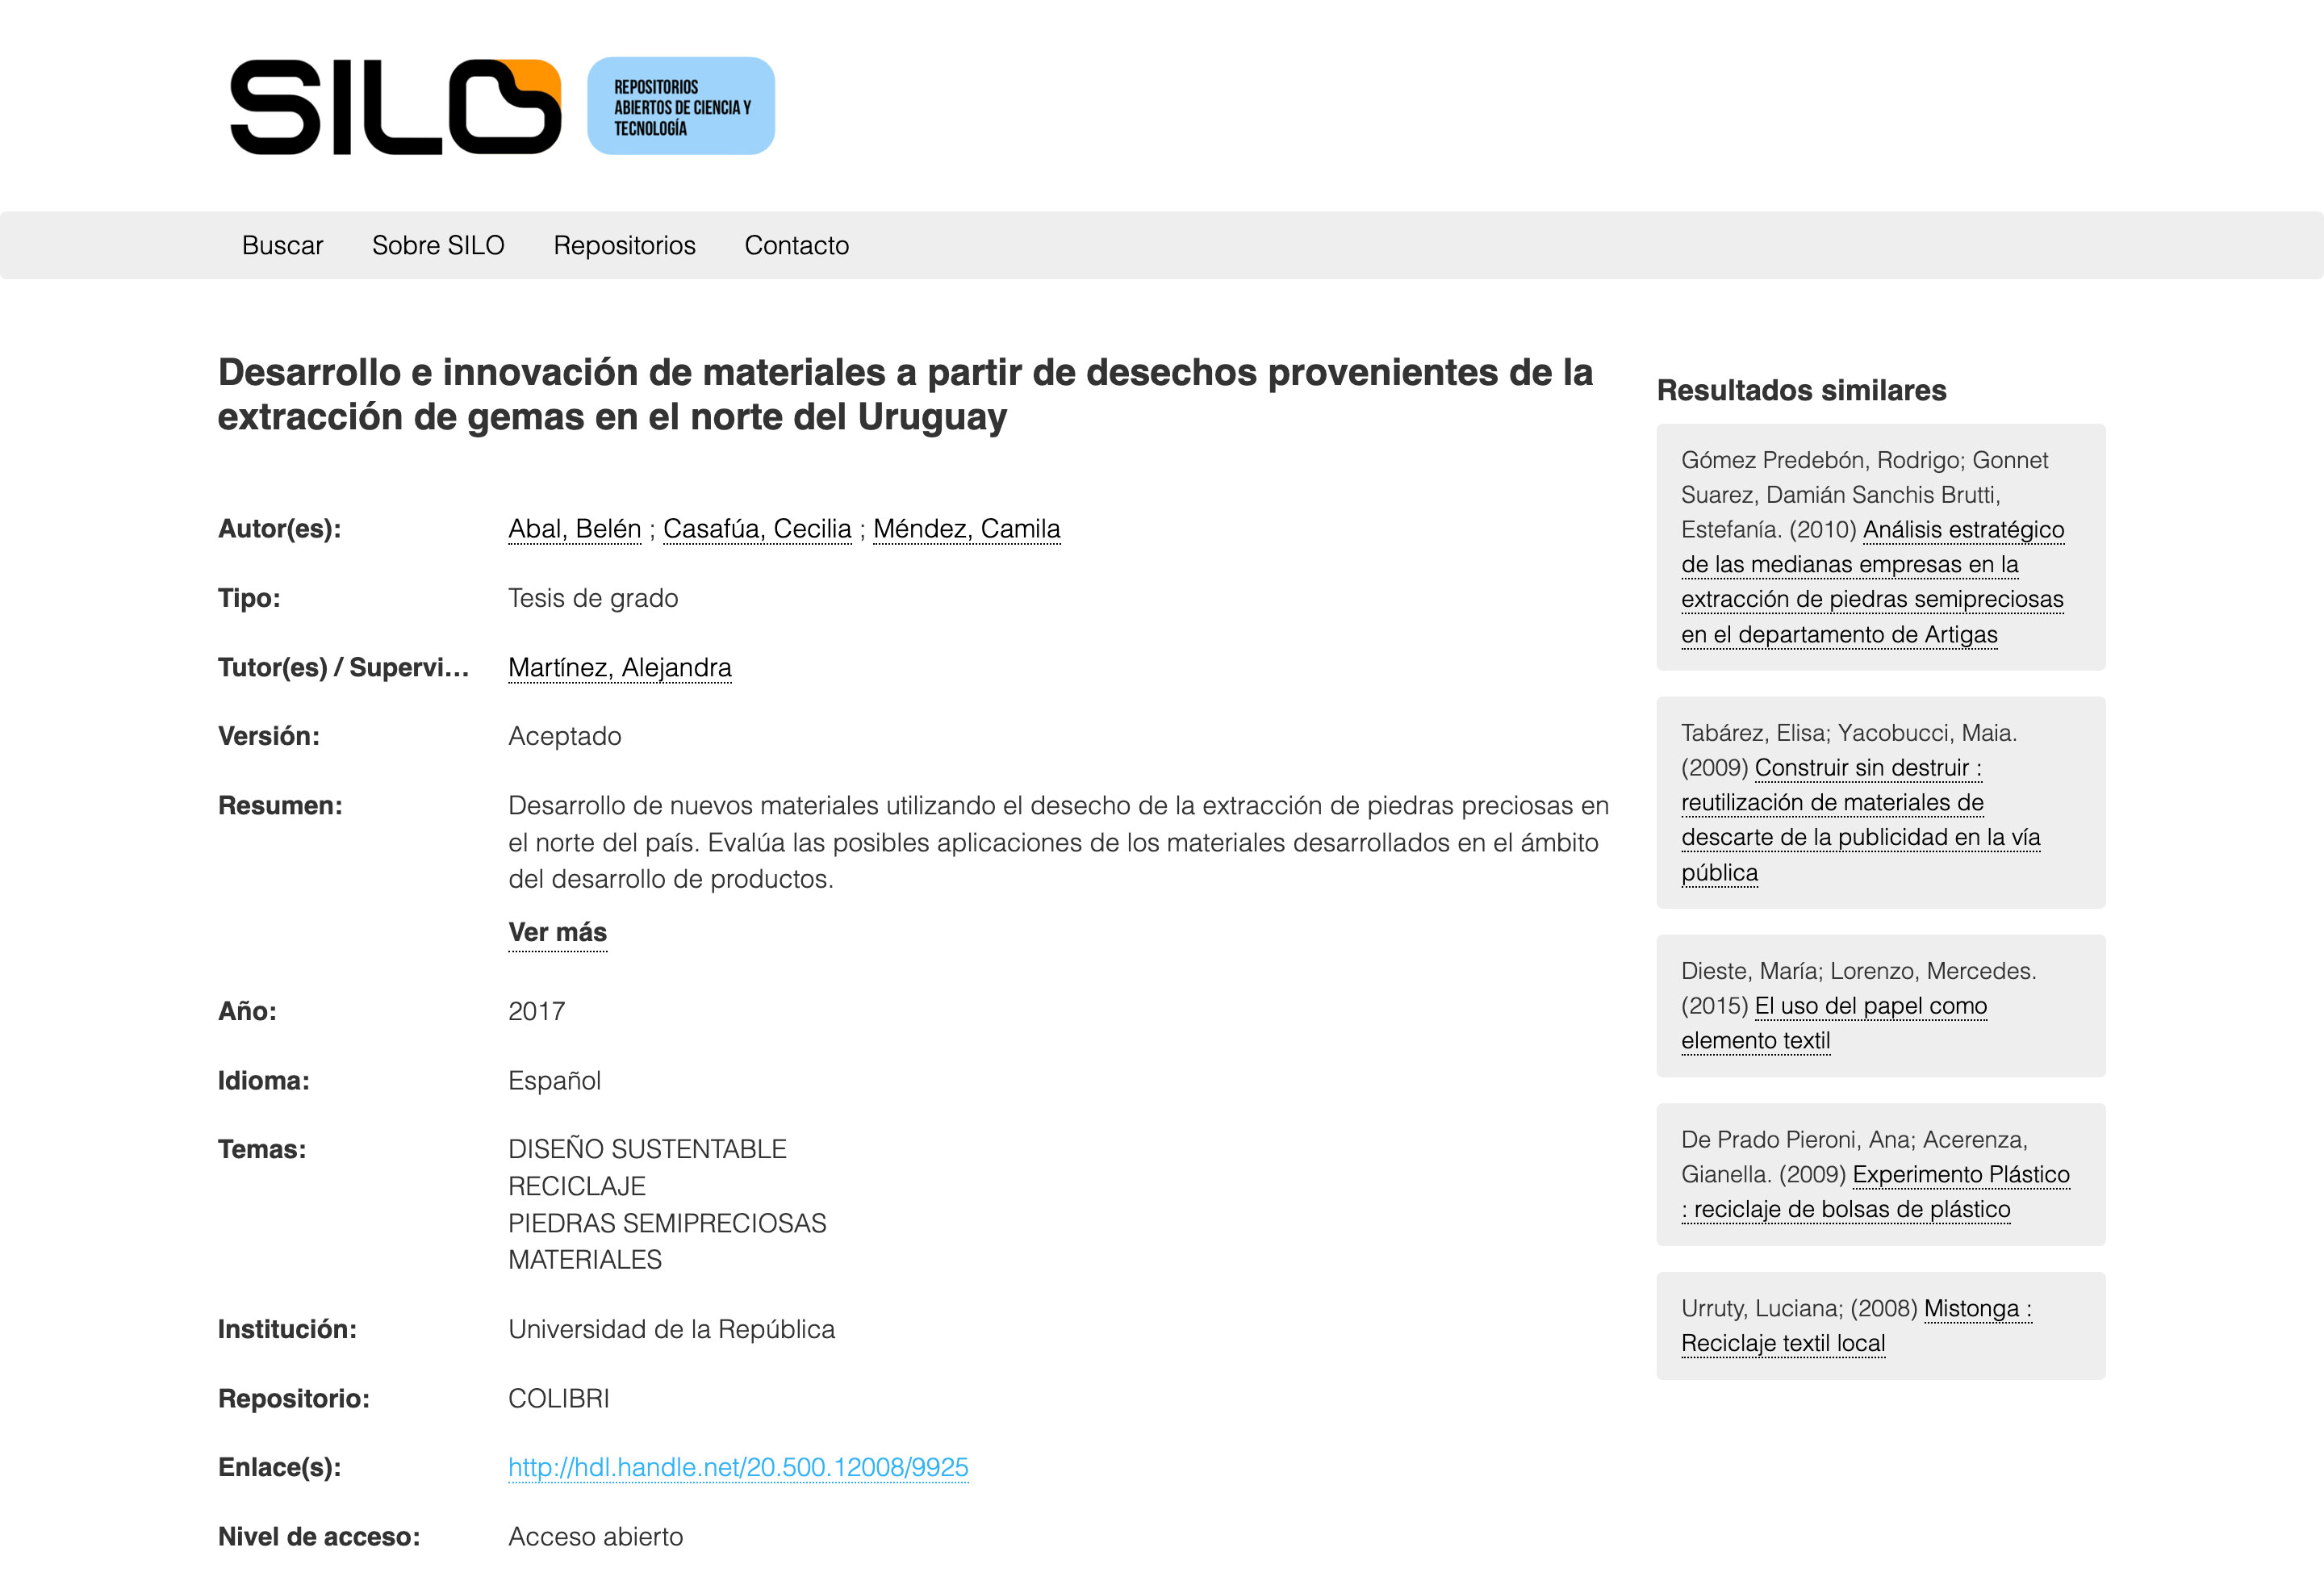 SILO
REPOSITORIOS
ABIERTOS DE CIENCIA Y
TECNOLOGÍA
Buscar Sobre SILO Repositorios Contacto
Desarrollo e innovación de materiales a partir de desechos provenientes de la
extracción de gemas en el norte del Uruguay
Autor(es): Abal, Belén ; Casafúa, Cecilia ; Méndez, Camila
Tipo: Tesis de grado
Tutor(es) / Supervi... Martínez, Alejandra
Versión: Aceptado
Resumen: Desarrollo de nuevos materiales utilizando el desecho de la extracción de piedras preciosas en
el norte del país. Evalúa las posibles aplicaciones de los materiales desarrollados en el ámbito
del desarrollo de productos.
Ver más
Año: 2017
Idioma: Español
Temas: DISEÑO SUSTENTABLE
RECICLAJE
PIEDRAS SEMIPRECIOSAS
MATERIALES
Institución: Universidad de la República
Repositorio: COLIBRI
Enlace(s): http://hdl.handle.net/20.500.12008/9925
Nivel de acceso: Acceso abierto
Resultados similares
Gómez Predebón, Rodrigo; Gonnet
Suarez, Damián Sanchis Brutti,
Estefanía. (2010) Análisis estratégico
de las medianas empresas en la
extracción de piedras semipreciosas
en el departamento de Artigas
Tabárez, Elisa; Yacobucci, Maia.
(2009) Construir sin destruir :
reutilización de materiales de
descarte de la publicidad en la vía
pública
Dieste, María; Lorenzo, Mercedes.
(2015) El uso del papel como
elemento textil
De Prado Pieroni, Ana; Acerenza,
Gianella. (2009) Experimento Plástico
: reciclaje de bolsas de plástico
Urruty, Luciana; (2008) Mistonga :
Reciclaje textil local